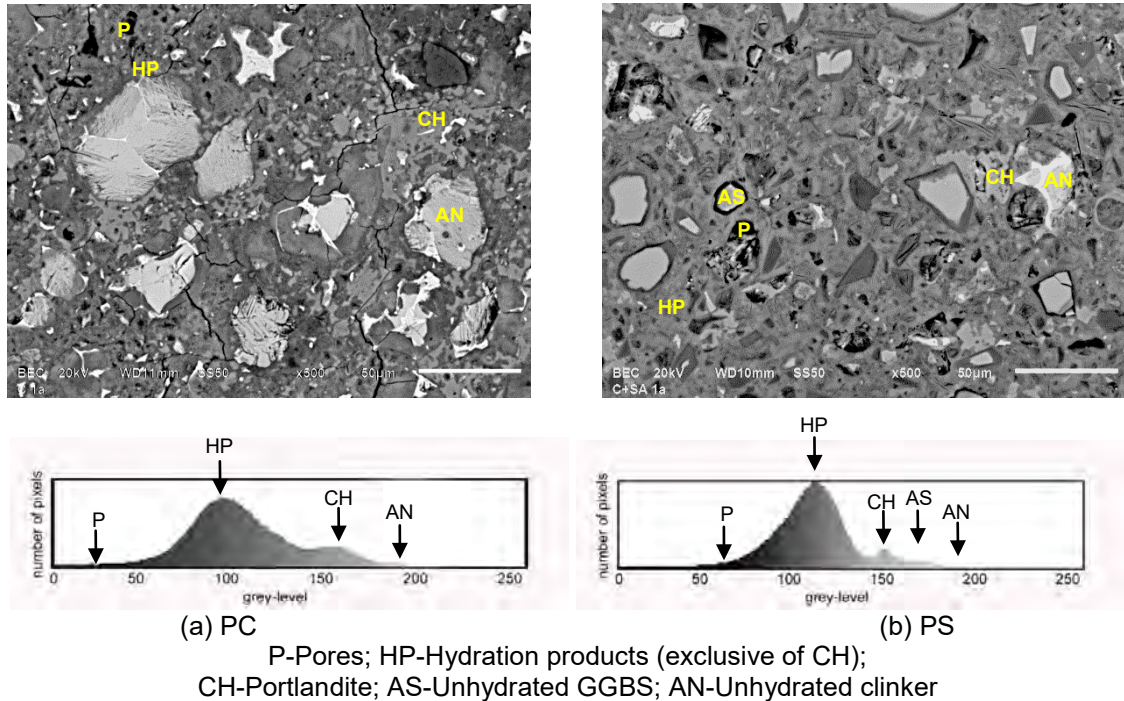 P
HP
CH
AN
BEC 20kV WD11mm SS50 x500 50µm
1a
CH
AN
AS
P
HP
BEC 20kV WD10mm SS50 x500 50µm
C+SA 1a
HP
P
CH
AN
number of pixels
0 50 100 150 200 250
grey-level
HP
P
CH
AS
AN
number of pixels
0 50 100 150 200 250
grey-level
(a) PC
(b) PS
P-Pores; HP-Hydration products (exclusive of CH);
CH-Portlandite; AS-Unhydrated GGBS; AN-Unhydrated clinker